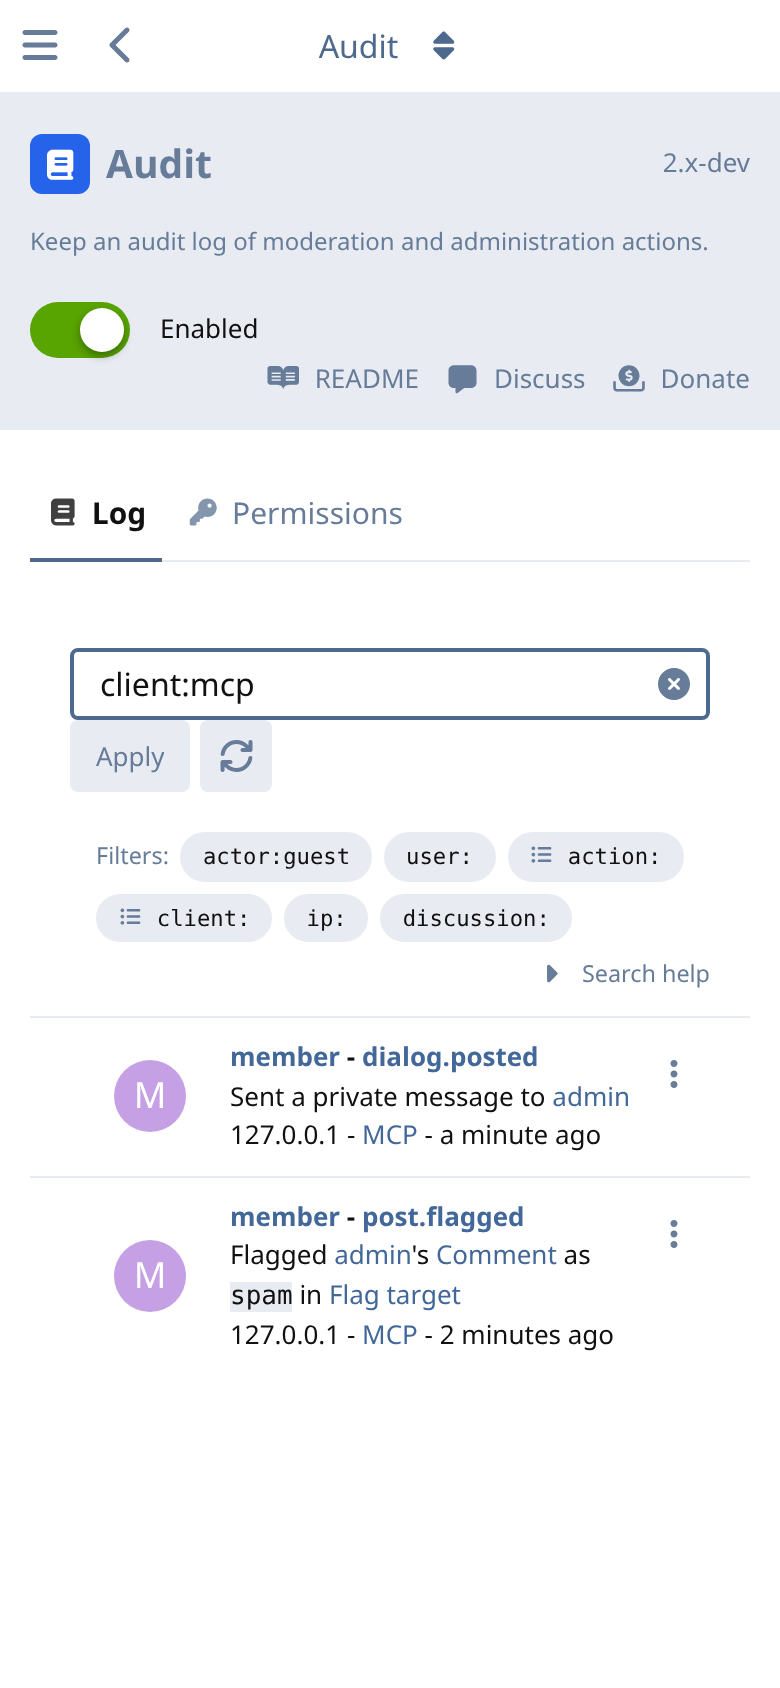 Audit
Audit
2.x-dev
Keep an audit log of moderation and administration actions.
Enabled
README Discuss Donate
Log Permissions
client:mcp
Apply
Filters: actor:guest user: action:
client: ip: discussion:
Search help
member - dialog.posted
M
Sent a private message to admin
127.0.0.1 - MCP - a minute ago
member - post.flagged
M
Flagged admin's Comment as
spam in Flag target
127.0.0.1 - MCP - 2 minutes ago